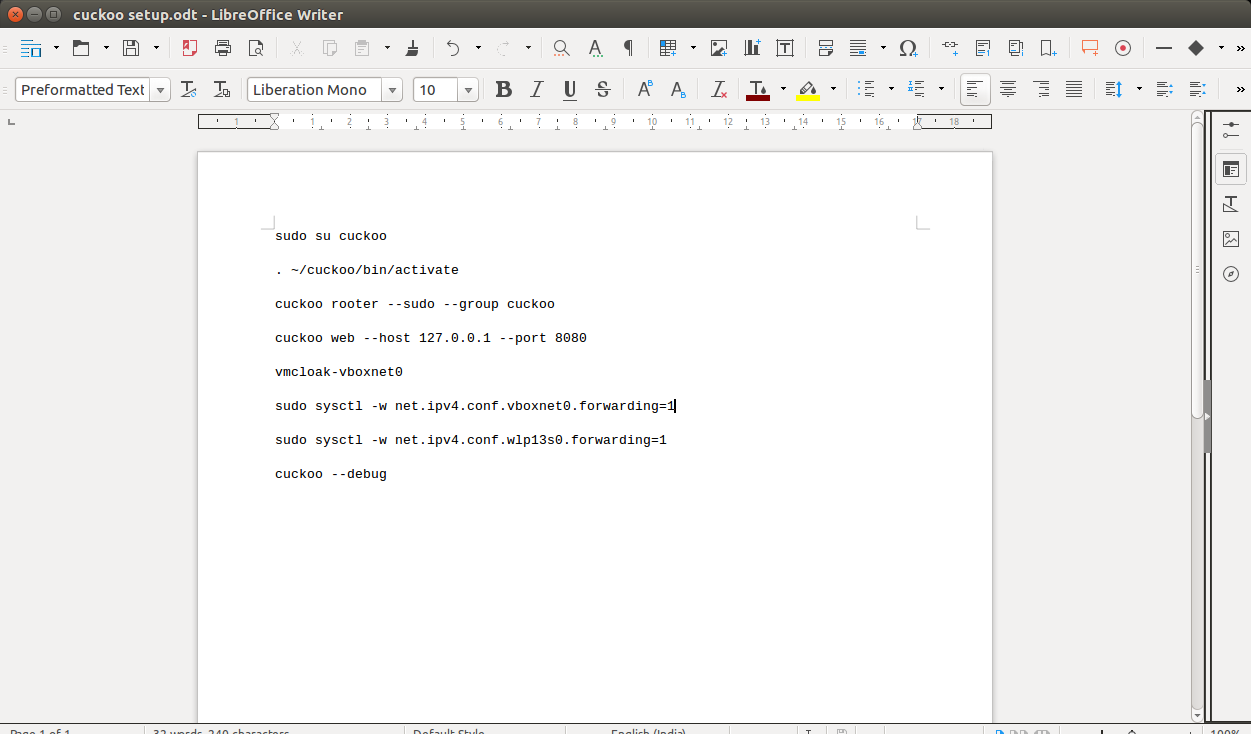 cuckoo setup.odt - LibreOffice Writer
Preformatted Text
Liberation Mono
10
1 1 2 3 4 5 6 7 8 9 10 11 12 13 14 15 16 17 18
sudo su cuckoo
. ~/cuckoo/bin/activate
cuckoo rooter --sudo --group cuckoo
cuckoo web --host 127.0.0.1 --port 8080
vmcloak-vboxnet0
sudo sysctl -w net.ipv4.conf.vboxnet0.forwarding=1
sudo sysctl -w net.ipv4.conf.wlp13s0.forwarding=1
cuckoo --debug
Page 1 of 1
32 words, 240 characters
Default Style
English (India)
100%